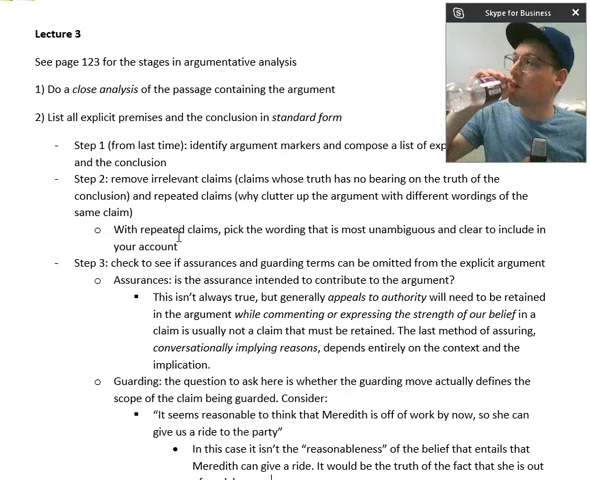 Skype for Business
Lecture 3
See page 123 for the stages in argumentative analysis
1) Do a close analysis of the passage containing the argument
2) List all explicit premises and the conclusion in standard form
- Step 1 (from last time): identify argument markers and compose a list of
and the conclusion
- Step 2: remove irrelevant claims (claims whose truth has no bearing on the truth of the
conclusion) and repeated claims (why clutter up the argument with different wordings of the
same claim)
o With repeated claims, pick the wording that is most unambiguous and clear to include in
your account
- Step 3: check to see if assurances and guarding terms can be omitted from the explicit argument
o Assurances: is the assurance intended to contribute to the argument?
▪ This isn't always true, but generally appeals to authority will need to be retained
in the argument while commenting or expressing the strength of our belief in a
claim is usually not a claim that must be retained. The last method of assuring,
conversationally implying reasons, depends entirely on the context and the
implication.
o Guarding: the question to ask here is whether the guarding move actually defines the
scope of the claim being guarded. Consider:
▪ "It seems reasonable to think that Meredith is off of work by now, so she can
give us a ride to the party"
• In this case it isn't the "reasonableness" of the belief that entails that
Meredith can give a ride. It would be the truth of the fact that she is out